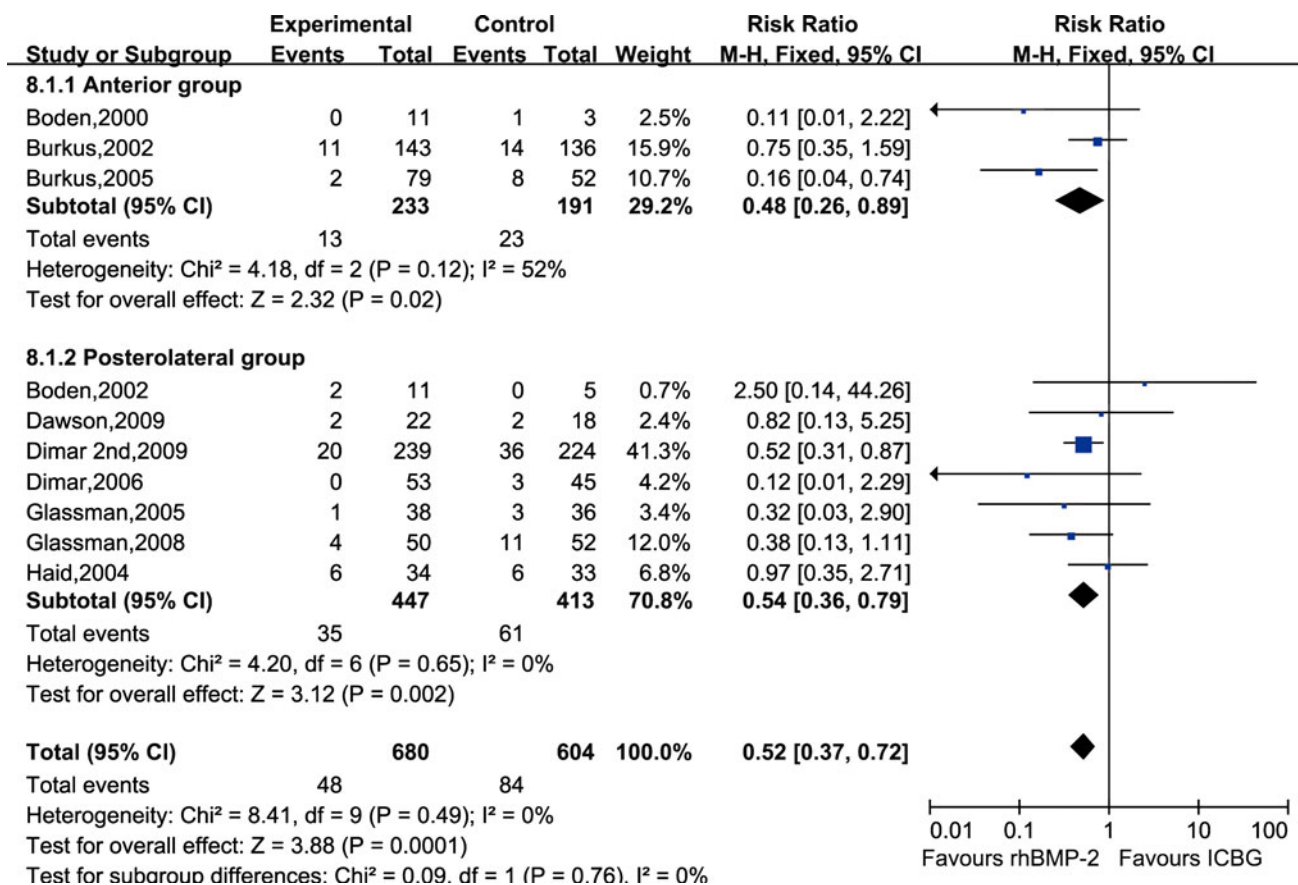 Experimental Control Risk Ratio Risk Ratio
Study or Subgroup Events Total Events Total Weight M-H, Fixed, 95% CI M-H, Fixed, 95% CI
8.1.1 Anterior group
Boden,2000 0 11 1 3 2.5% 0.11 [0.01, 2.22]
Burkus,2002 11 143 14 136 15.9% 0.75 [0.35, 1.59]
Burkus,2005 2 79 8 52 10.7% 0.16 [0.04, 0.74]
Subtotal (95% CI) 233 191 29.2% 0.48 [0.26, 0.89]
Total events 13 23
Heterogeneity: Chi² = 4.18, df = 2 (P = 0.12); I² = 52%
Test for overall effect: Z = 2.32 (P = 0.02)
8.1.2 Posterolateral group
Boden,2002 2 11 0 5 0.7% 2.50 [0.14, 44.26]
Dawson,2009 2 22 2 18 2.4% 0.82 [0.13, 5.25]
Dimar 2nd,2009 20 239 36 224 41.3% 0.52 [0.31, 0.87]
Dimar,2006 0 53 3 45 4.2% 0.12 [0.01, 2.29]
Glassman,2005 1 38 3 36 3.4% 0.32 [0.03, 2.90]
Glassman,2008 4 50 11 52 12.0% 0.38 [0.13, 1.11]
Haid,2004 6 34 6 33 6.8% 0.97 [0.35, 2.71]
Subtotal (95% CI) 447 413 70.8% 0.54 [0.36, 0.79]
Total events 35 61
Heterogeneity: Chi² = 4.20, df = 6 (P = 0.65); I² = 0%
Test for overall effect: Z = 3.12 (P = 0.002)
Total (95% CI) 680 604 100.0% 0.52 [0.37, 0.72]
Total events 48 84
Heterogeneity: Chi² = 8.41, df = 9 (P = 0.49); I² = 0%
Test for overall effect: Z = 3.88 (P = 0.0001)
Test for subgroup differences: Chi² = 0.09, df = 1 (P = 0.76), I² = 0%
0.01 0.1 1 10 100
Favours rhBMP-2 Favours ICBG